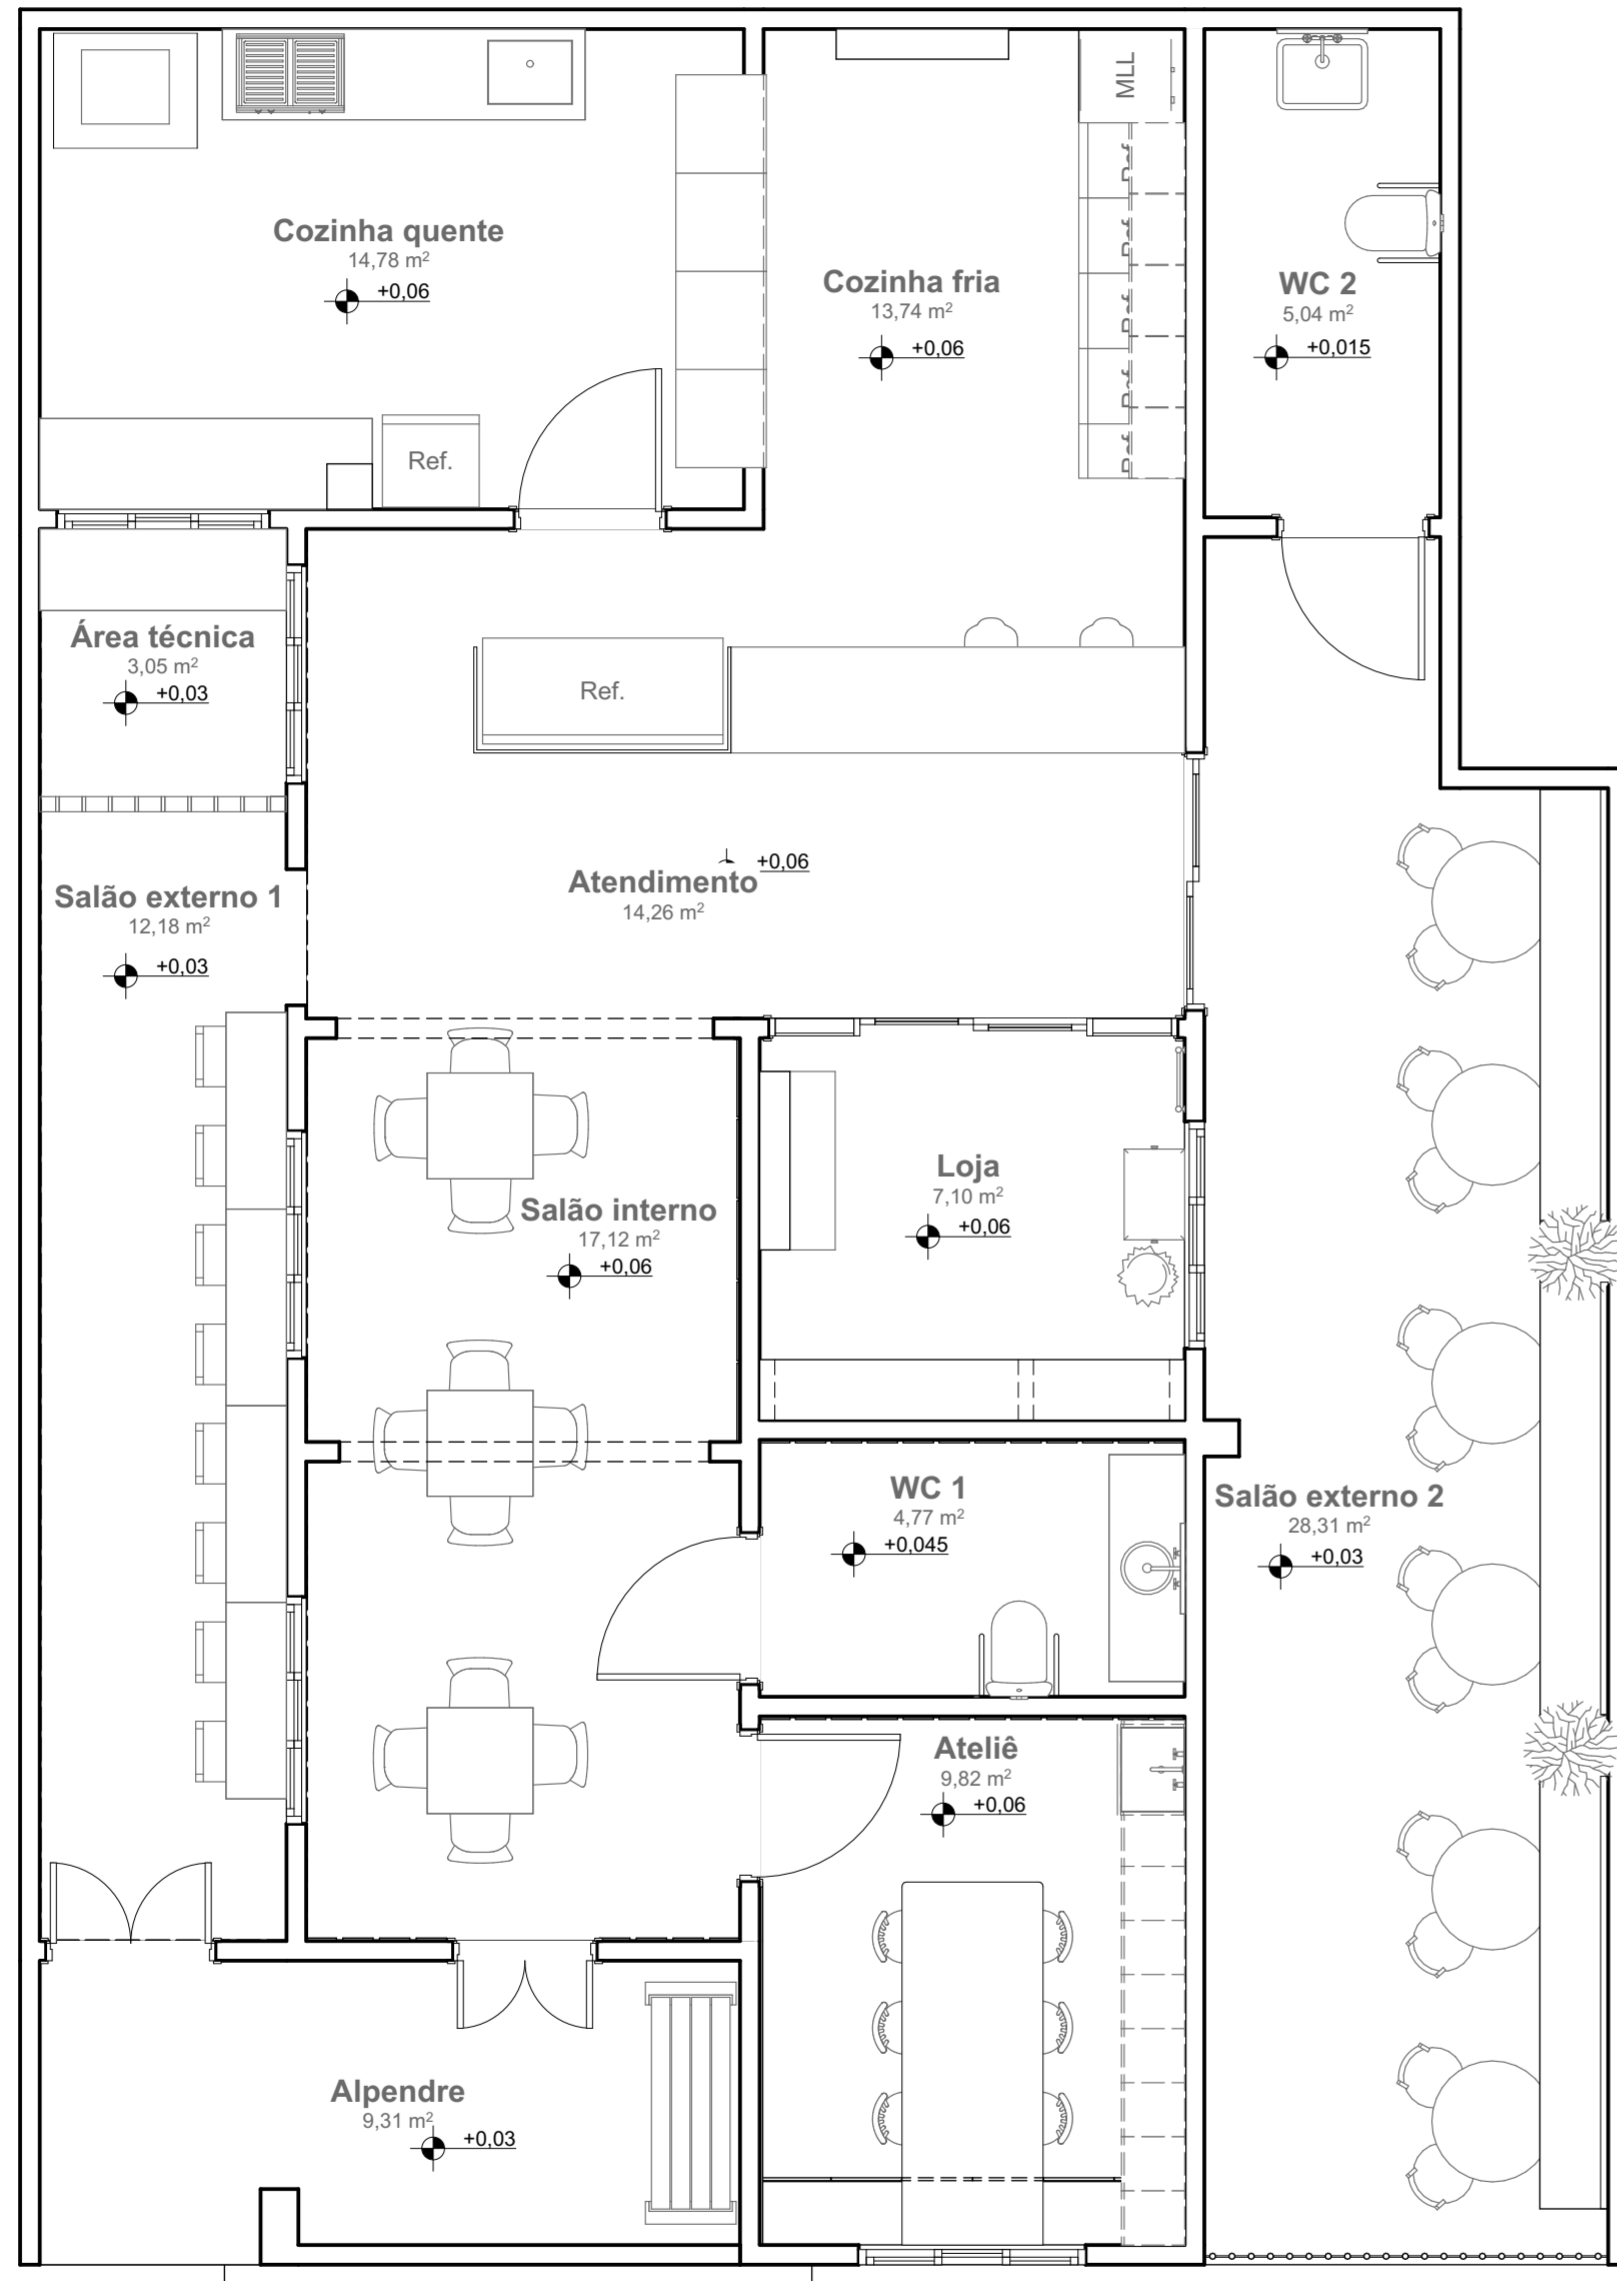 MLL
Cozinha quente
14,78 m²
+0,06
Cozinha fria
13,74 m²
+0,06
WC 2
5,04 m²
+0,015
Ref.
Área técnica
3,05 m²
+0,03
Ref.
Atendimento
14,26 m²
+0,06
Salão externo 1
12,18 m²
+0,03
Loja
7,10 m²
+0,06
Salão interno
17,12 m²
+0,06
WC 1
4,77 m²
+0,045
Salão externo 2
28,31 m²
+0,03
Ateliê
9,82 m²
+0,06
Alpendre
9,31 m²
+0,03